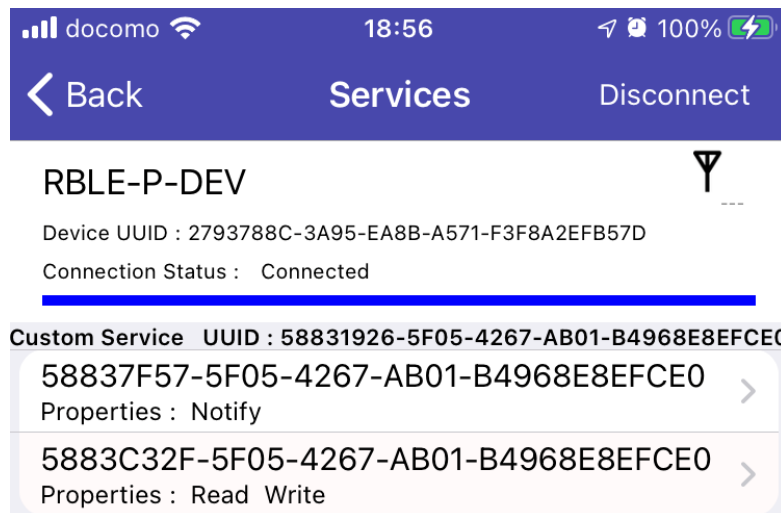 docomo 18:56 100%
Back Services Disconnect
RBLE-P-DEV
---
Device UUID : 2793788C-3A95-EA8B-A571-F3F8A2EFB57D
Connection Status : Connected
Custom Service UUID : 58831926-5F05-4267-AB01-B4968E8EFCE0
58837F57-5F05-4267-AB01-B4968E8EFCE0
Properties : Notify
5883C32F-5F05-4267-AB01-B4968E8EFCE0
Properties : Read Write